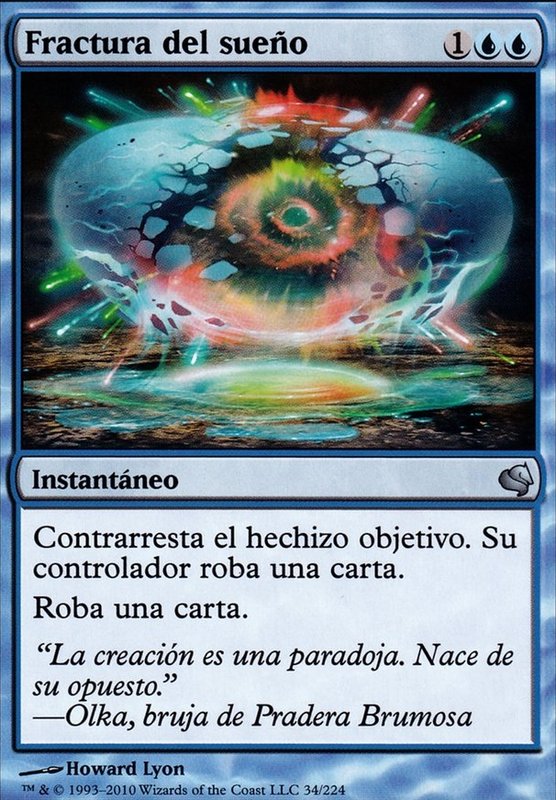 Fractura del sueño 1
Instantáneo
Contrarresta el hechizo objetivo. Su
controlador roba una carta.
Roba una carta.
“La creación es una paradoja. Nace de
su opuesto.”
—Olka, bruja de Pradera Brumosa
Howard Lyon
™ & © 1993–2010 Wizards of the Coast LLC 34/224